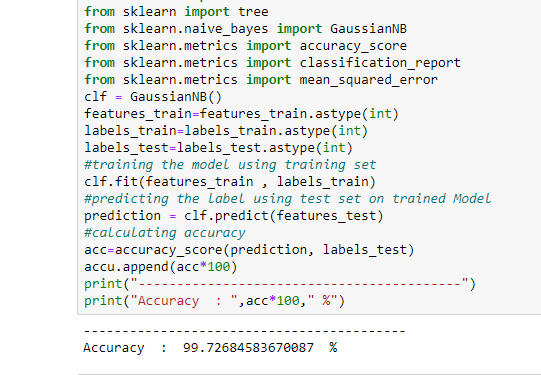 from sklearn import tree
from sklearn.naive_bayes import GaussianNB
from sklearn.metrics import accuracy_score
from sklearn.metrics import classification_report
from sklearn.metrics import mean_squared_error
clf = GaussianNB()
features_train=features_train.astype(int)
labels_train=labels_train.astype(int)
labels_test=labels_test.astype(int)
#training the model using training set
clf.fit(features_train , labels_train)
#predicting the label using test set on trained Model
prediction = clf.predict(features_test)
#calculating accuracy
acc=accuracy_score(prediction, labels_test)
accu.append(acc*100)
print("------------------------------------------")
print("Accuracy  : ",acc*100," %")
------------------------------------------
Accuracy  :  99.72684583670087  %